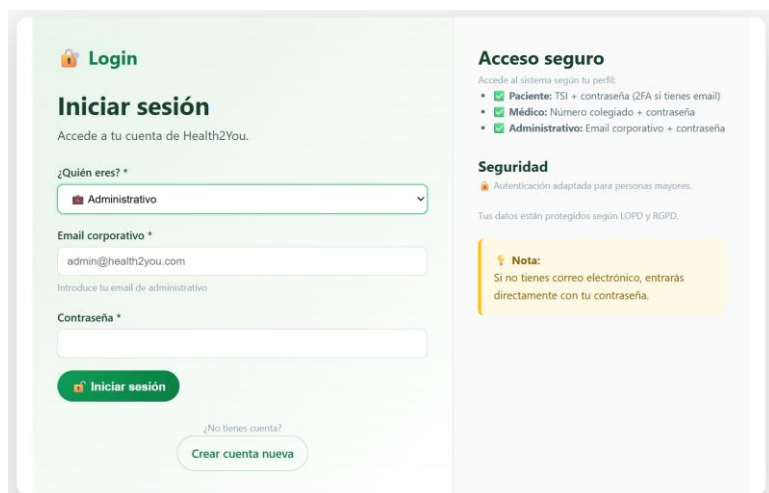 🔐 Login
Iniciar sesión
Accede a tu cuenta de Health2You.
¿Quién eres? *
💼 Administrativo
Email corporativo *
admin@health2you.com
Introduce tu email de administrativo
Contraseña *
🔓 Iniciar sesión
¿No tienes cuenta?
Crear cuenta nueva
Acceso seguro
Accede al sistema según tu perfil:
• ✅ Paciente: TSI + contraseña (2FA si tienes email)
• ✅ Médico: Número colegiado + contraseña
• ✅ Administrativo: Email corporativo + contraseña
Seguridad
🔒 Autenticación adaptada para personas mayores.
Tus datos están protegidos según LOPD y RGPD.
💡 Nota:
Si no tienes correo electrónico, entrarás
directamente con tu contraseña.